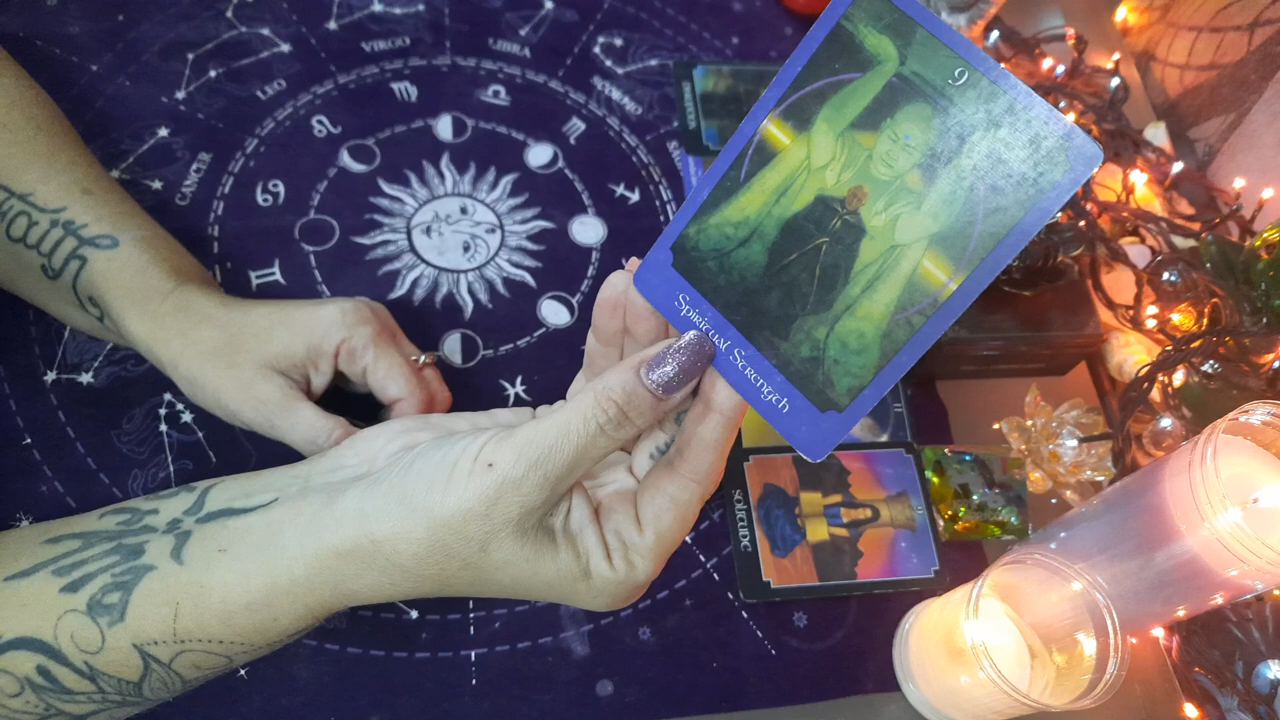 VIRGO
LIBRA
LEO
SCORPIO
CANCER
9
Faith
Spiritual Strength
SOLITUDE